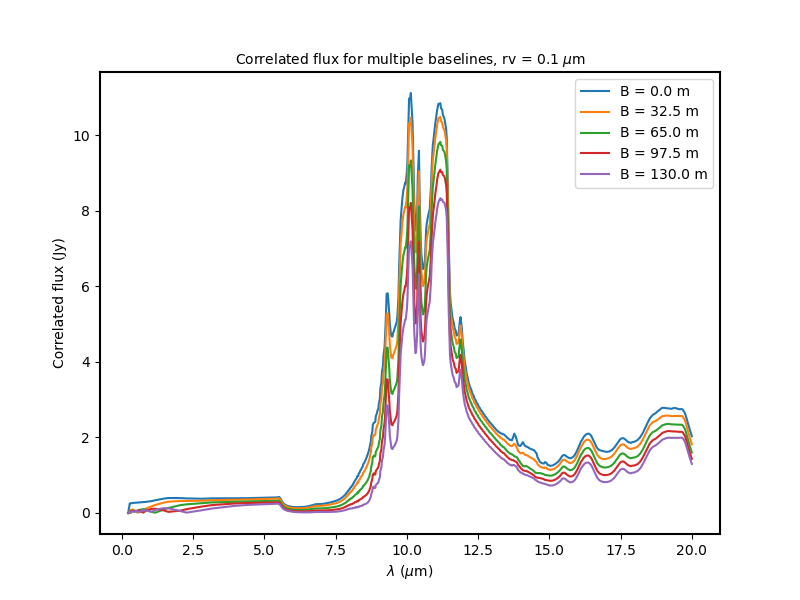 Correlated flux for multiple baselines, rv = 0.1 μm
B = 0.0 m
B = 32.5 m
B = 65.0 m
B = 97.5 m
B = 130.0 m
Correlated flux (Jy)
10
8
6
4
2
0
0.0 2.5 5.0 7.5 10.0 12.5 15.0 17.5 20.0
λ (μm)